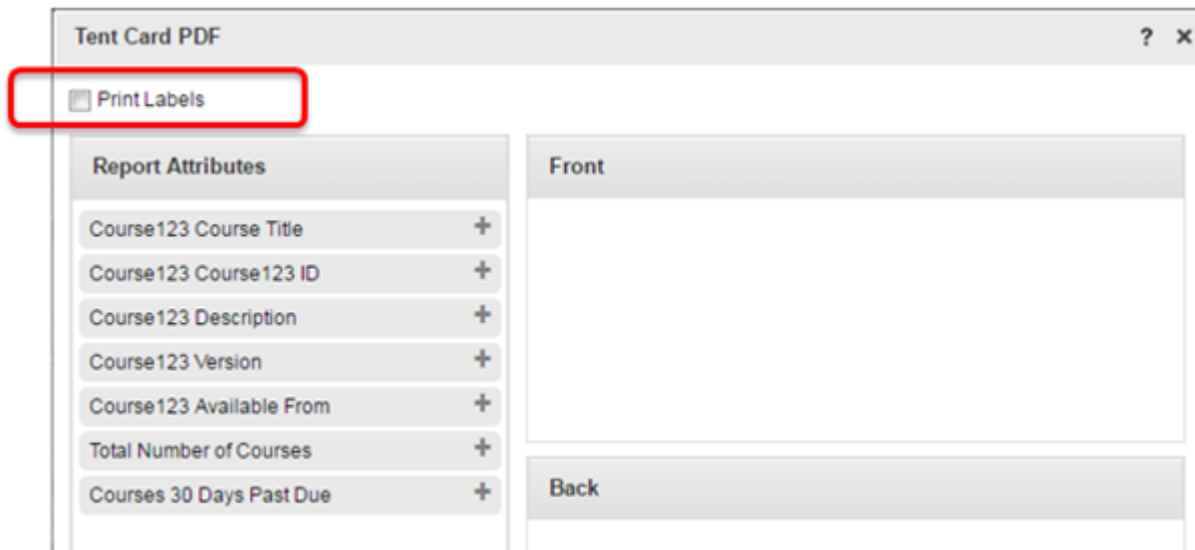 Tent Card PDF ? ×
Print Labels
Report Attributes
Course123 Course Title +
Course123 Course123 ID +
Course123 Description +
Course123 Version +
Course123 Available From +
Total Number of Courses +
Courses 30 Days Past Due +
Front
Back